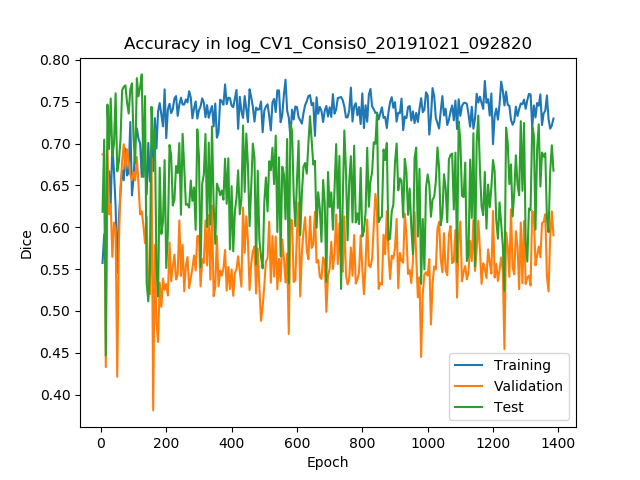 Accuracy in log_CV1_Consis0_20191021_092820
0.80
0.75
0.70
0.65
0.60
0.55
0.50
0.45
0.40
Dice
0 200 400 600 800 1000 1200 1400
Epoch
Training
Validation
Test